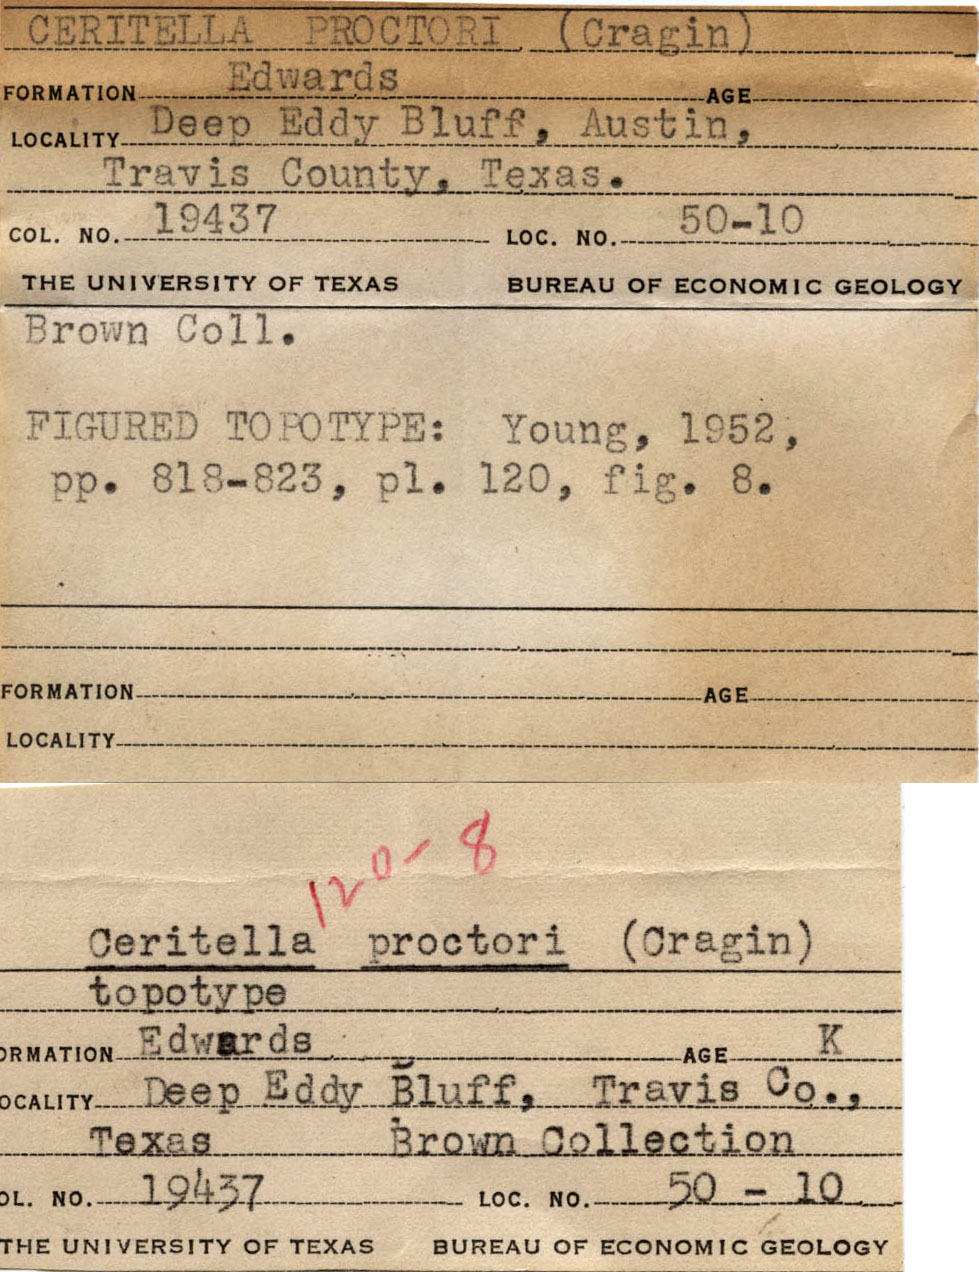 CERITELLA PROCTORI (Cragin)
FORMATION Edwards AGE
LOCALITY Deep Eddy Bluff, Austin,
Travis County, Texas.
COL. NO. 19437 LOC. NO. 50-10
THE UNIVERSITY OF TEXAS BUREAU OF ECONOMIC GEOLOGY
Brown Coll.
FIGURED TOPOTYPE: Young, 1952,
pp. 818-823, pl. 120, fig. 8.
FORMATION AGE
LOCALITY
120-8
Ceritella proctori (Cragin)
topotype
ORMATION Edwards AGE K
OCALITY Deep Eddy Bluff, Travis Co.,
Texas Brown Collection
OL. NO. 19437 LOC. NO. 50 - 10
THE UNIVERSITY OF TEXAS BUREAU OF ECONOMIC GEOLOGY